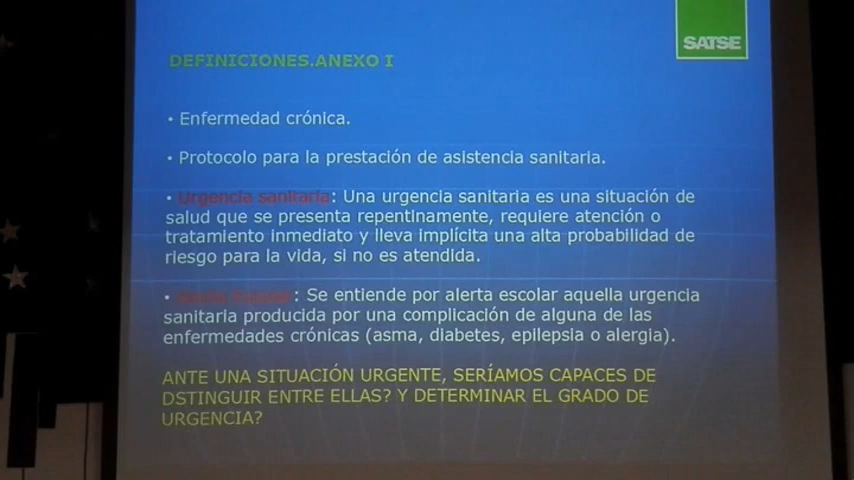 SATSE
DEFINICIONES.ANEXO I
• Enfermedad crónica.
• Protocolo para la prestación de asistencia sanitaria.
• Urgencia sanitaria: Una urgencia sanitaria es una situación de
salud que se presenta repentinamente, requiere atención o
tratamiento inmediato y lleva implícita una alta probabilidad de
riesgo para la vida, si no es atendida.
• : Se entiende por alerta escolar aquella urgencia
sanitaria producida por una complicación de alguna de las
enfermedades crónicas (asma, diabetes, epilepsia o alergia).
ANTE UNA SITUACIÓN URGENTE, SERÍAMOS CAPACES DE
DSTINGUIR ENTRE ELLAS? Y DETERMINAR EL GRADO DE
URGENCIA?